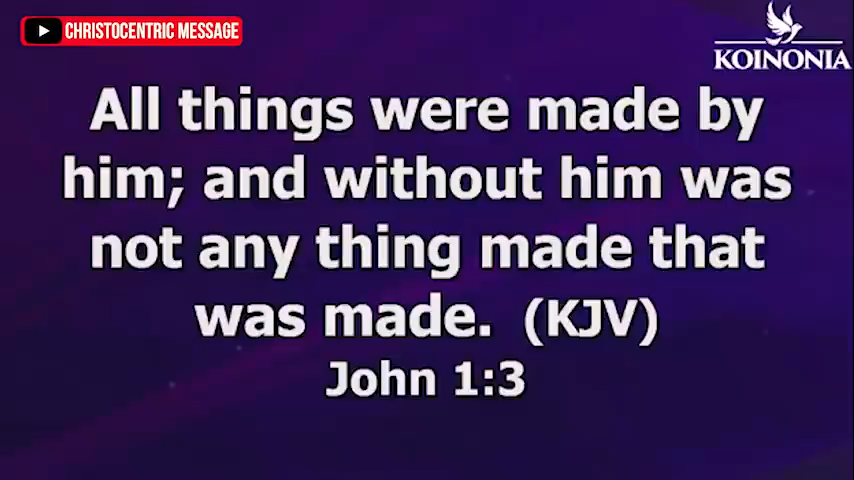 CHRISTOCENTRIC MESSAGE
KOINONIA
All things were made by
him; and without him was
not any thing made that
was made. (KJV)
John 1:3